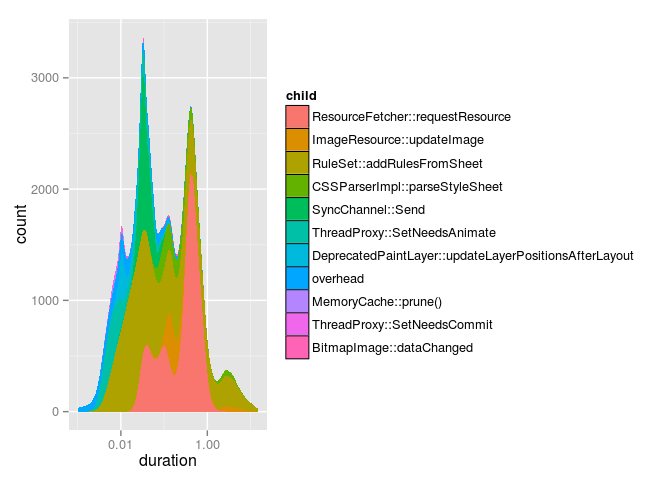 3000
2000
1000
0
count
0.01 1.00
duration
child
ResourceFetcher::requestResource
ImageResource::updateImage
RuleSet::addRulesFromSheet
CSSParserImpl::parseStyleSheet
SyncChannel::Send
ThreadProxy::SetNeedsAnimate
DeprecatedPaintLayer::updateLayerPositionsAfterLayout
overhead
MemoryCache::prune()
ThreadProxy::SetNeedsCommit
BitmapImage::dataChanged